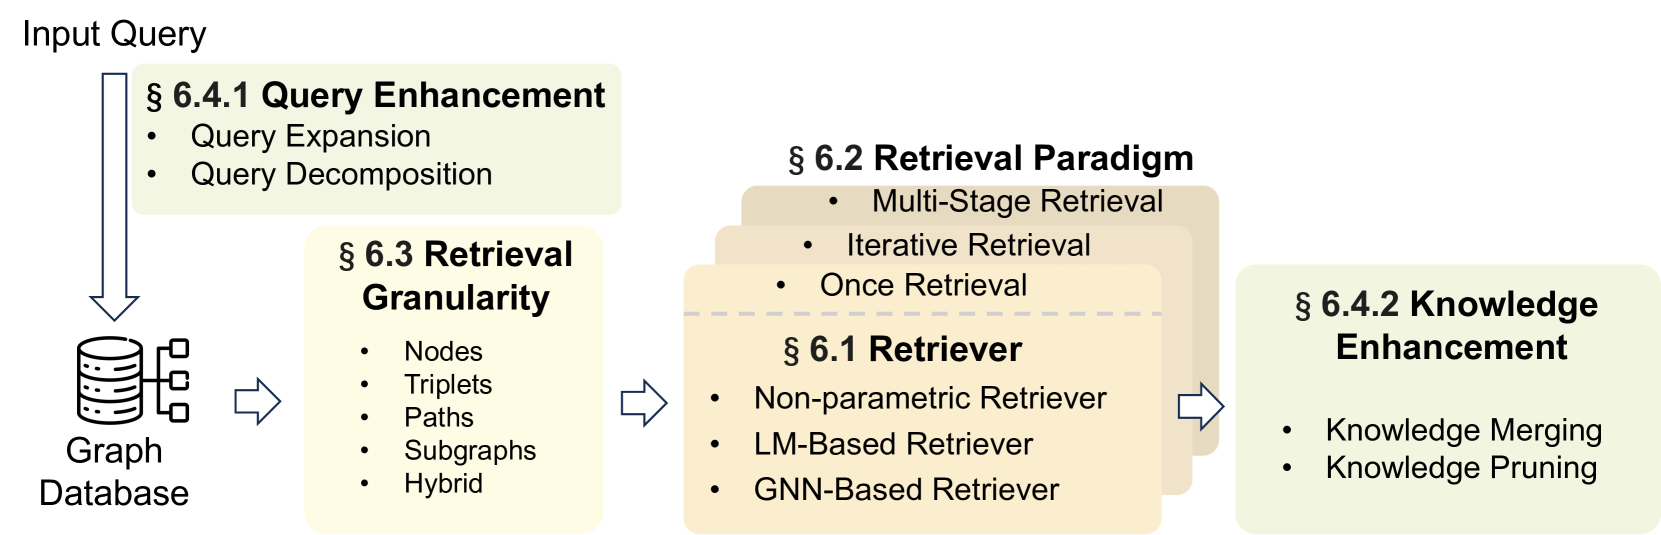 Input Query
§ 6.4.1 Query Enhancement
• Query Expansion
• Query Decomposition
Graph
Database
§ 6.3 Retrieval
Granularity
• Nodes
• Triplets
• Paths
• Subgraphs
• Hybrid
§ 6.2 Retrieval Paradigm
• Multi-Stage Retrieval
• Iterative Retrieval
• Once Retrieval
§ 6.1 Retriever
• Non-parametric Retriever
• LM-Based Retriever
• GNN-Based Retriever
§ 6.4.2 Knowledge
Enhancement
• Knowledge Merging
• Knowledge Pruning